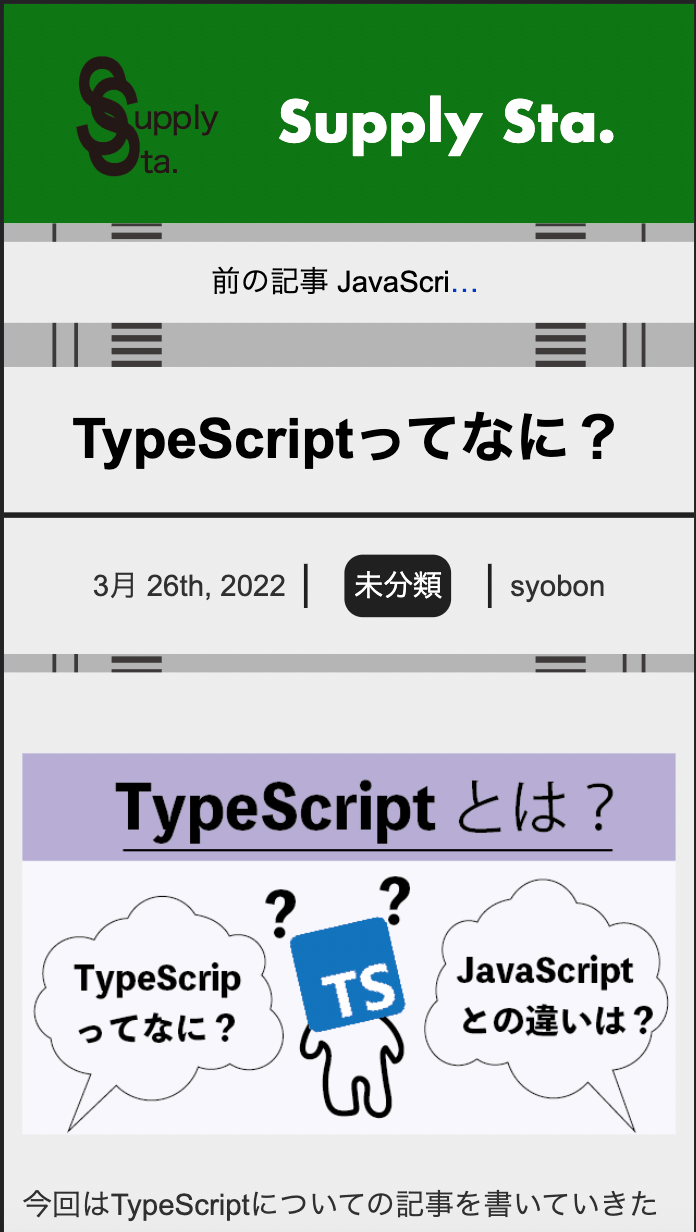 Supply
Sta.
Supply Sta.
前の記事 JavaScri…
TypeScriptってなに？
3月 26th, 2022 | 未分類 | syobon
TypeScript とは？
? ?
TypeScrip
ってなに？
TS
JavaScript
との違いは？
今回はTypeScriptについての記事を書いていきた